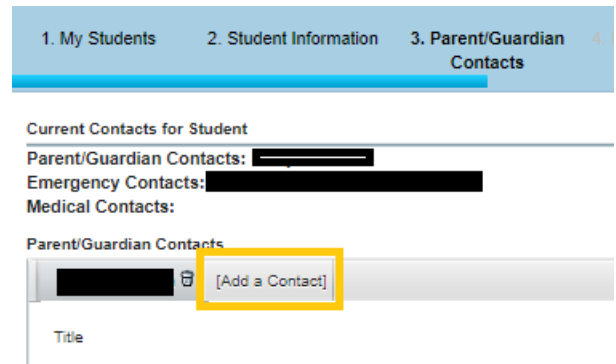 1. My Students 2. Student Information 3. Parent/Guardian
Contacts
Current Contacts for Student
Parent/Guardian Contacts:
Emergency Contacts:
Medical Contacts:
Parent/Guardian Contacts
[Add a Contact]
Title